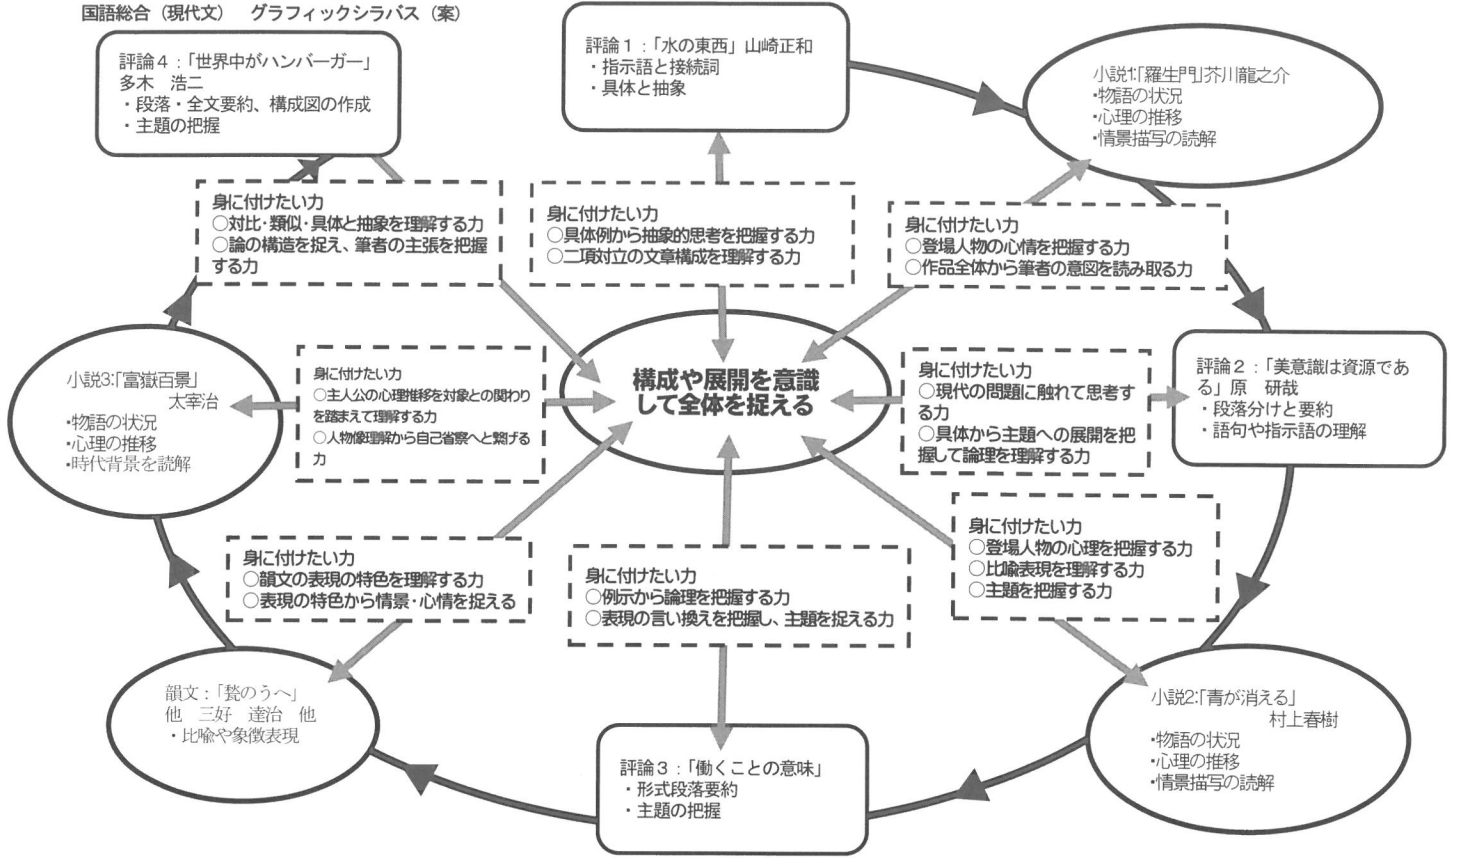 国語総合（現代文）　グラフィックシラバス（案）
評論１：「水の東西」山崎正和
・指示語と接続詞
・具体と抽象
小説1:「羅生門」芥川龍之介
・物語の状況
・心理の推移
・情景描写の読解
評論２：「美意識は資源であ
る」原　研哉
・段落分けと要約
・語句や指示語の理解
小説2:「青が消える」
村上春樹
・物語の状況
・心理の推移
・情景描写の読解
評論３：「働くことの意味」
・形式段落要約
・主題の把握
韻文：「甃のうへ」
他　三好　達治　他
・比喩や象徴表現
小説3:「富嶽百景」
太宰治
・物語の状況
・心理の推移
・時代背景を読解
評論４：「世界中がハンバーガー」
多木　浩二
・段落・全文要約、構成図の作成
・主題の把握
身に付けたい力
○具体例から抽象的思考を把握する力
○二項対立の文章構成を理解する力
身に付けたい力
○登場人物の心情を把握する力
○作品全体から筆者の意図を読み取る力
身に付けたい力
○現代の問題に触れて思考す
る力
○具体から主題への展開を把
握して論理を理解する力
身に付けたい力
○登場人物の心理を把握する力
○比喩表現を理解する力
○主題を把握する力
身に付けたい力
○例示から論理を把握する力
○表現の言い換えを把握し、主題を捉える力
身に付けたい力
○韻文の表現の特色を理解する力
○表現の特色から情景・心情を捉える
身に付けたい力
○主人公の心理推移を対象との関わり
を踏まえて理解する力
○人物像理解から自己省察へと繋げる
力
身に付けたい力
○対比・類似・具体と抽象を理解する力
○論の構造を捉え、筆者の主張を把握
する力
構成や展開を意識
して全体を捉える